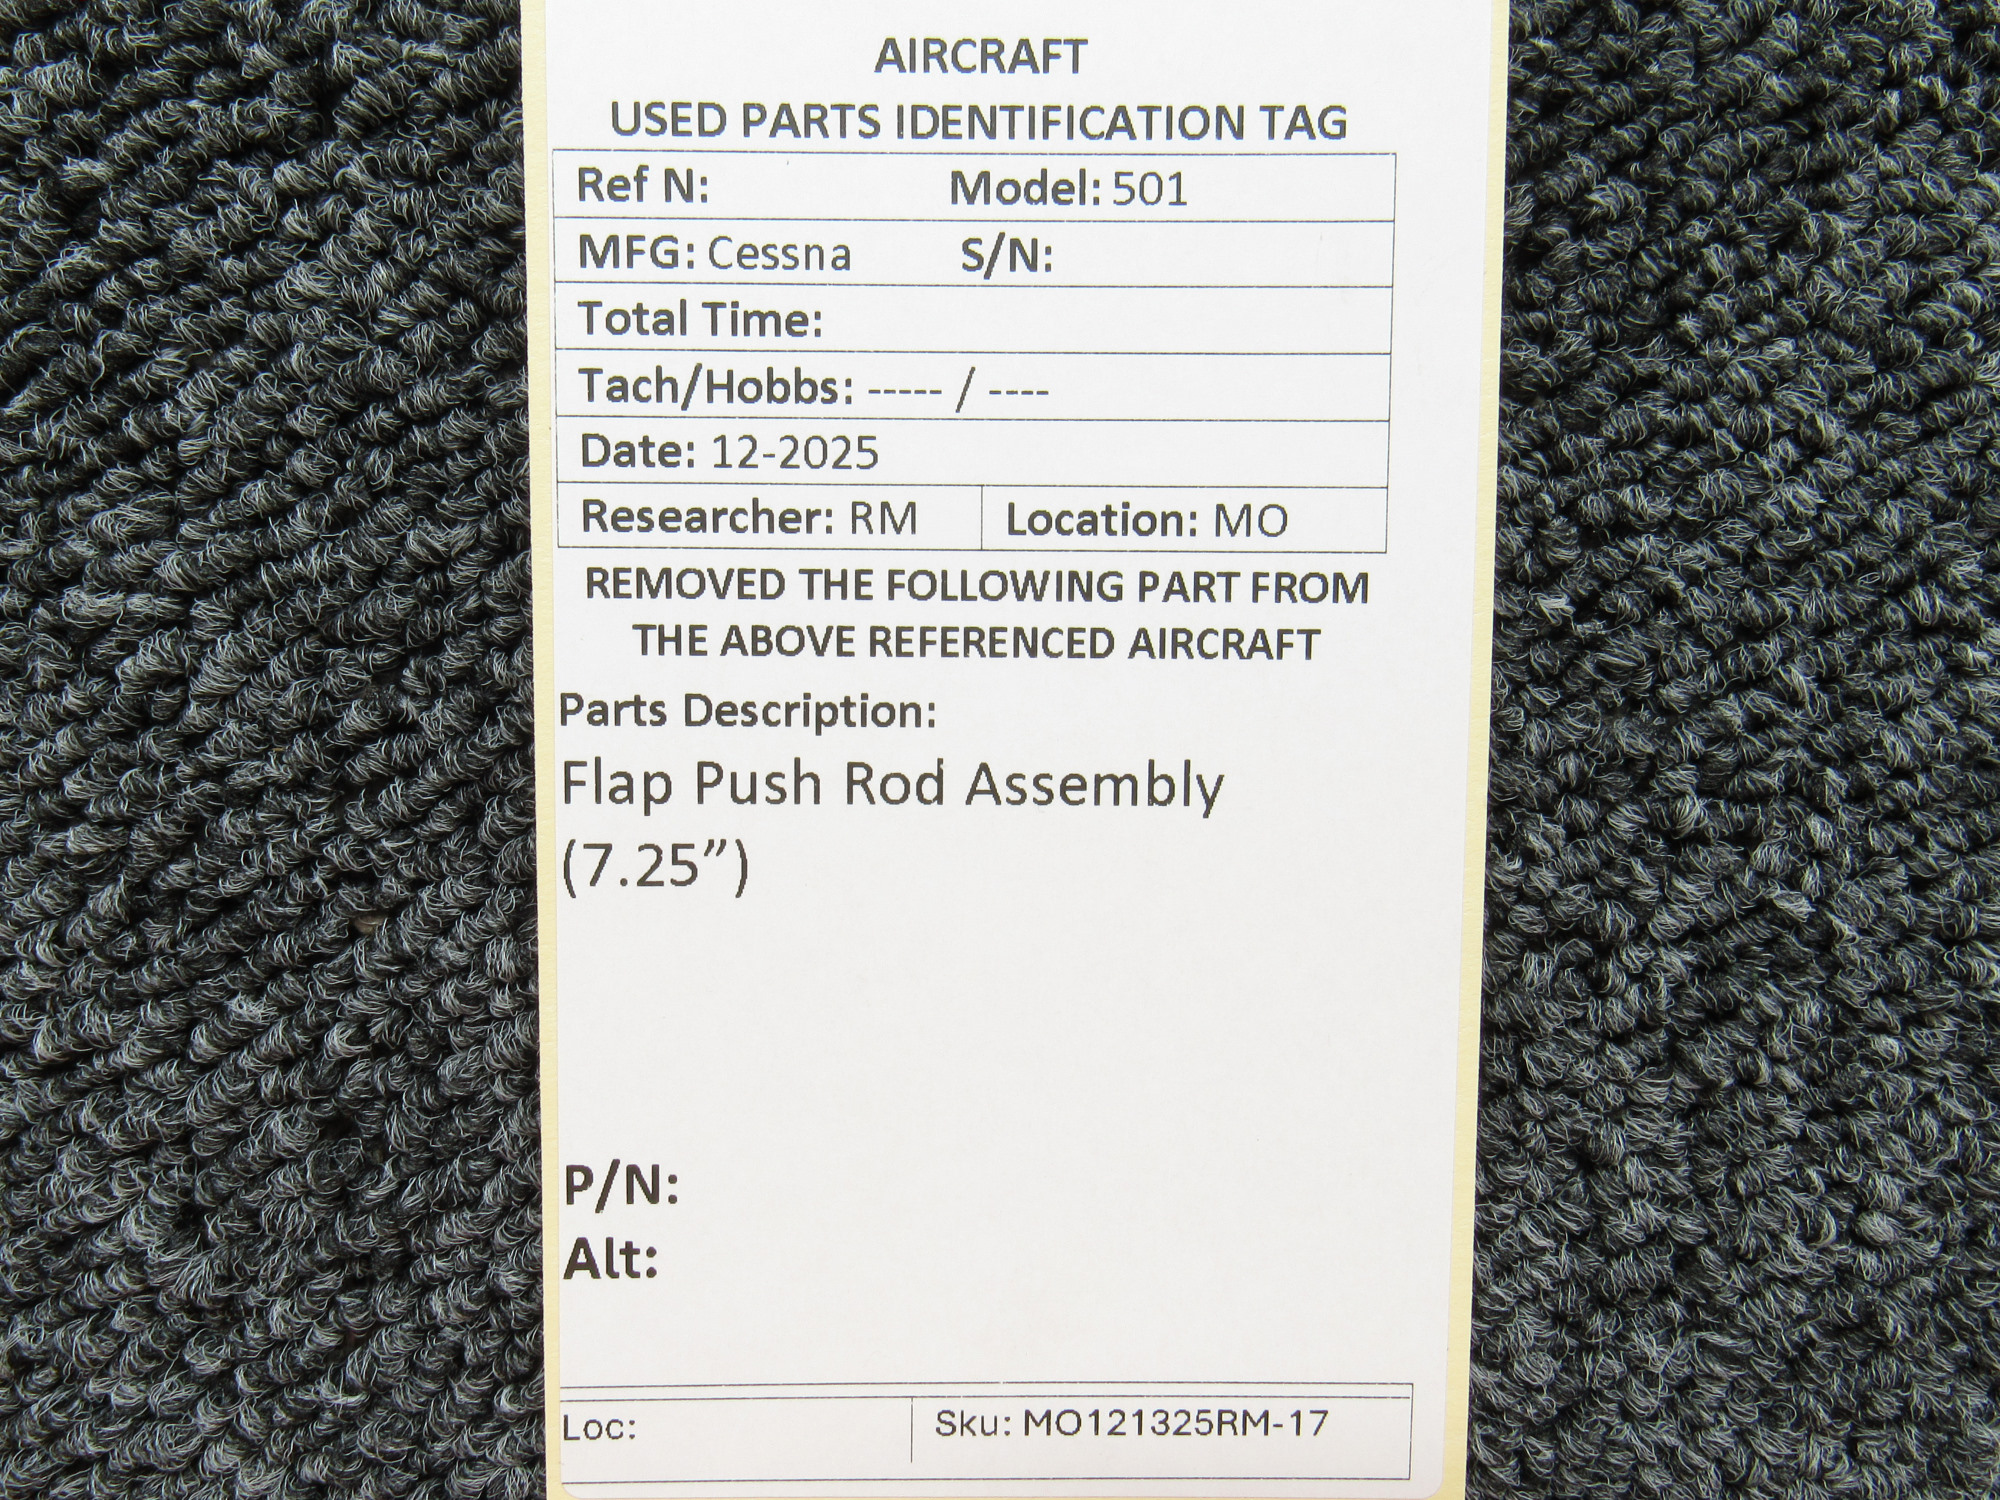 AIRCRAFT
USED PARTS IDENTIFICATION TAG
Ref N: Model: 501
MFG: Cessna S/N:
Total Time:
Tach/Hobbs: ----- / ----
Date: 12-2025
Researcher: RM Location: MO
REMOVED THE FOLLOWING PART FROM
THE ABOVE REFERENCED AIRCRAFT
Parts Description:
Flap Push Rod Assembly
(7.25”)
P/N:
Alt:
Loc: Sku: MO121325RM-17